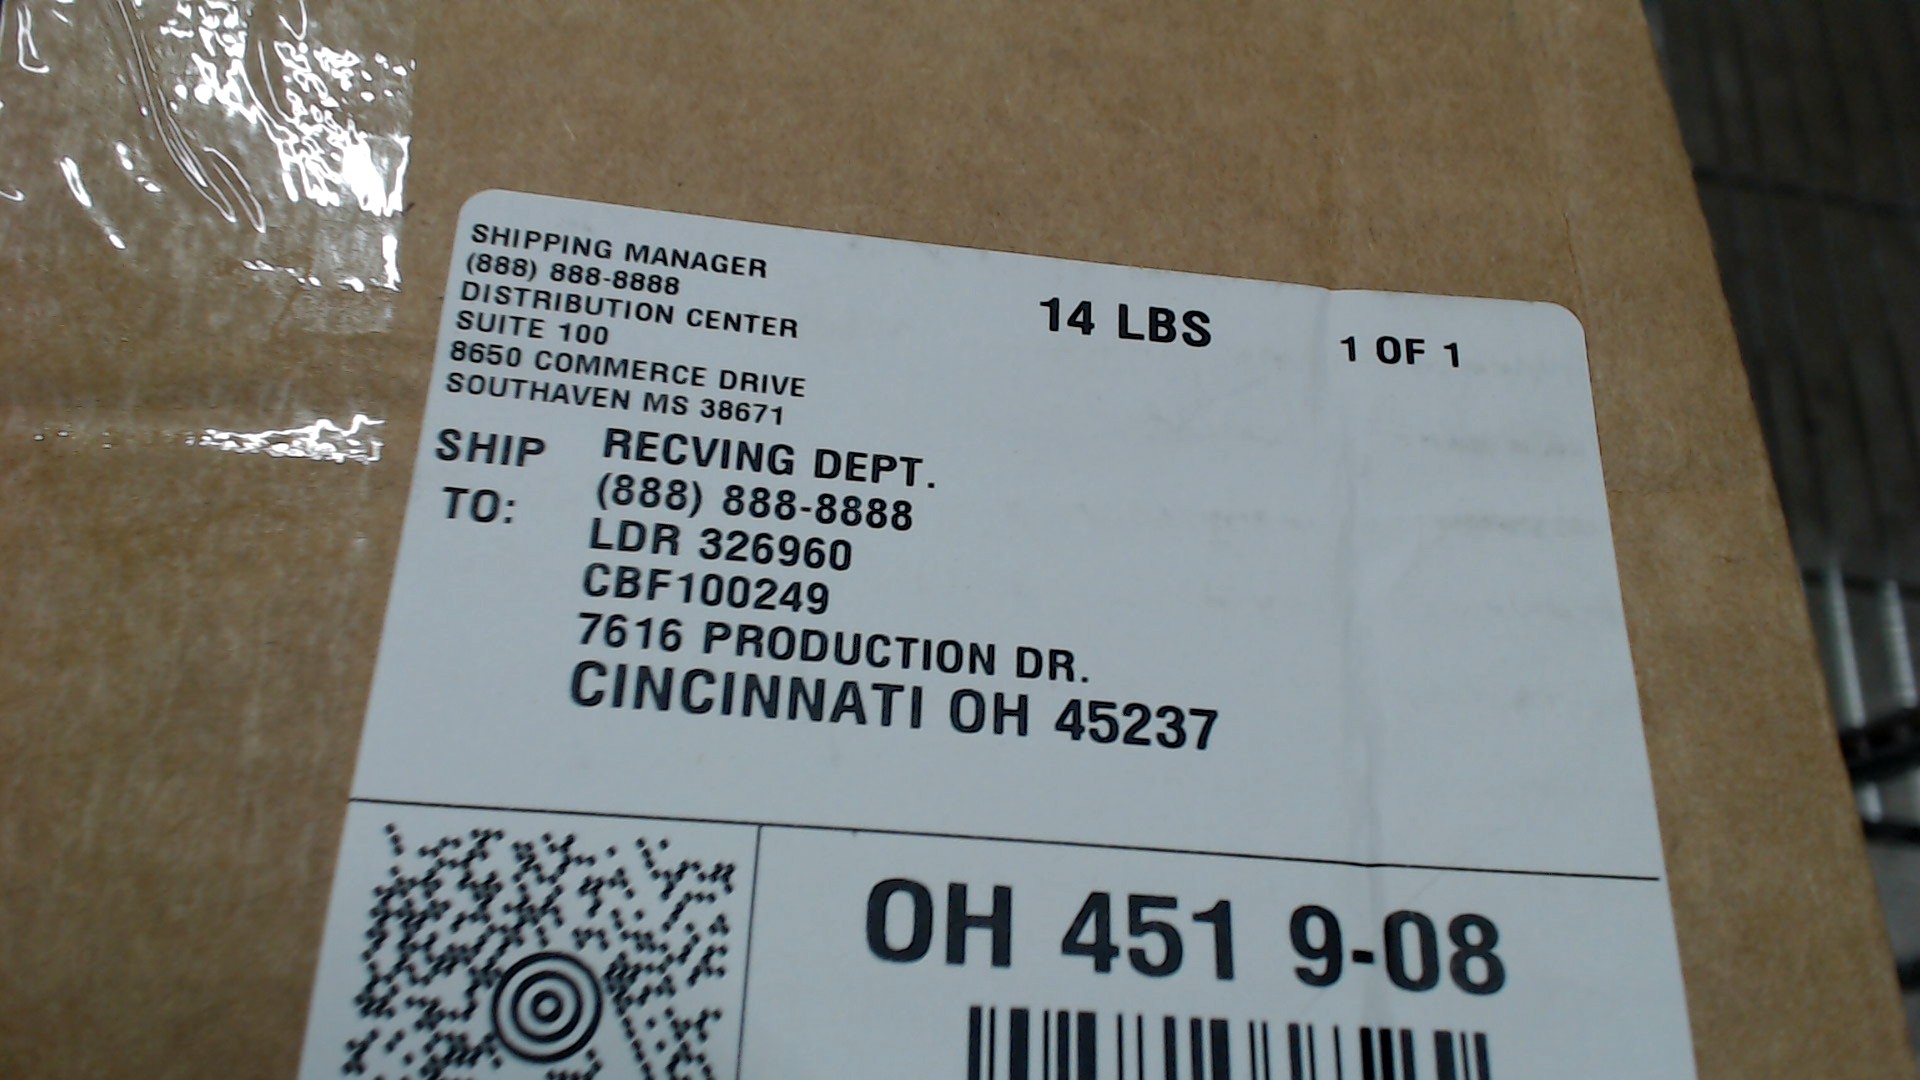 SHIPPING MANAGER
(888) 888-8888
DISTRIBUTION CENTER
SUITE 100
8650 COMMERCE DRIVE
SOUTHAVEN MS 38671
14 LBS
1 OF 1
SHIP TO:
RECVING DEPT.
(888) 888-8888
LDR 326960
CBF100249
7616 PRODUCTION DR.
CINCINNATI OH 45237
OH 451 9-08